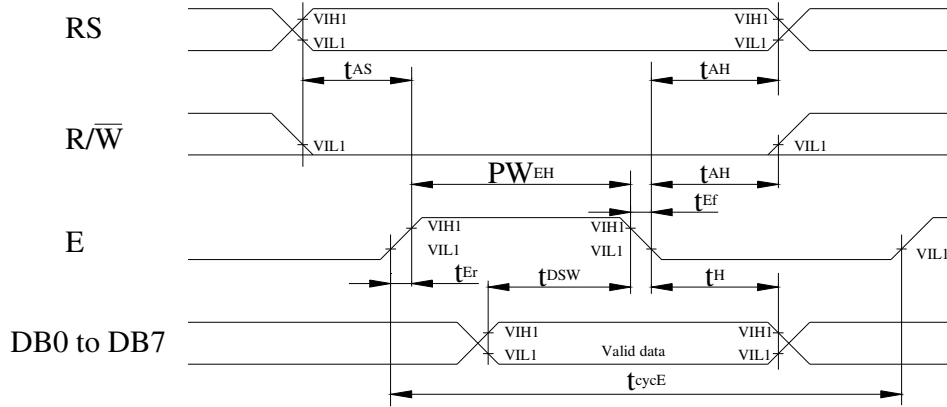 RS
VIH1
VIL1
VIH1
VIL1
tAS
tAH
R/W̅
VIL1
VIL1
PWEH
tAH
tEf
E
VIH1
VIL1
VIH1
VIL1
VIL1
tEr
tDSW
tH
DB0 to DB7
VIH1
VIL1
Valid data
VIH1
VIL1
tcycE